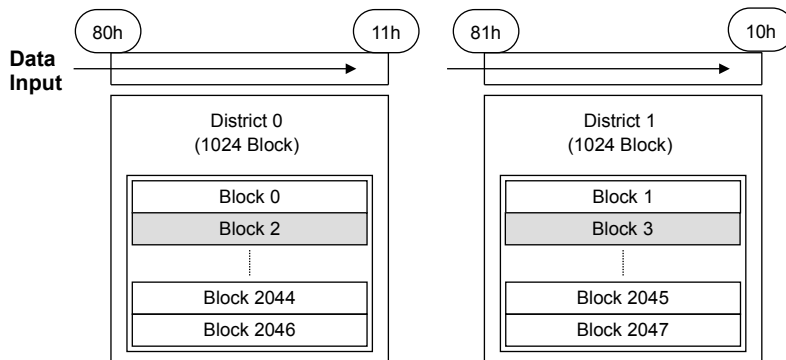 80h
11h
81h
10h
Data
Input
District 0
(1024 Block)
Block 0
Block 2
Block 2044
Block 2046
District 1
(1024 Block)
Block 1
Block 3
Block 2045
Block 2047